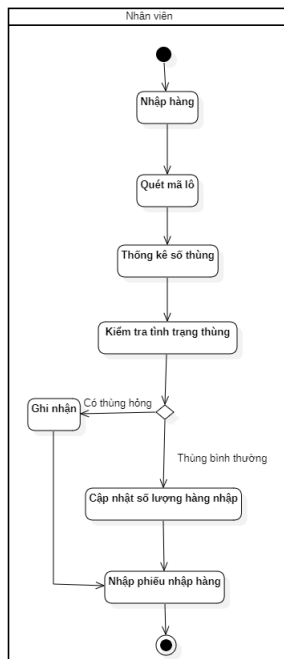 Nhân viên
Nhập hàng
Quét mã lô
Thống kê số thùng
Kiểm tra tình trạng thùng
Ghi nhận
Có thùng hỏng
Thùng bình thường
Cập nhật số lượng hàng nhập
Nhập phiếu nhập hàng